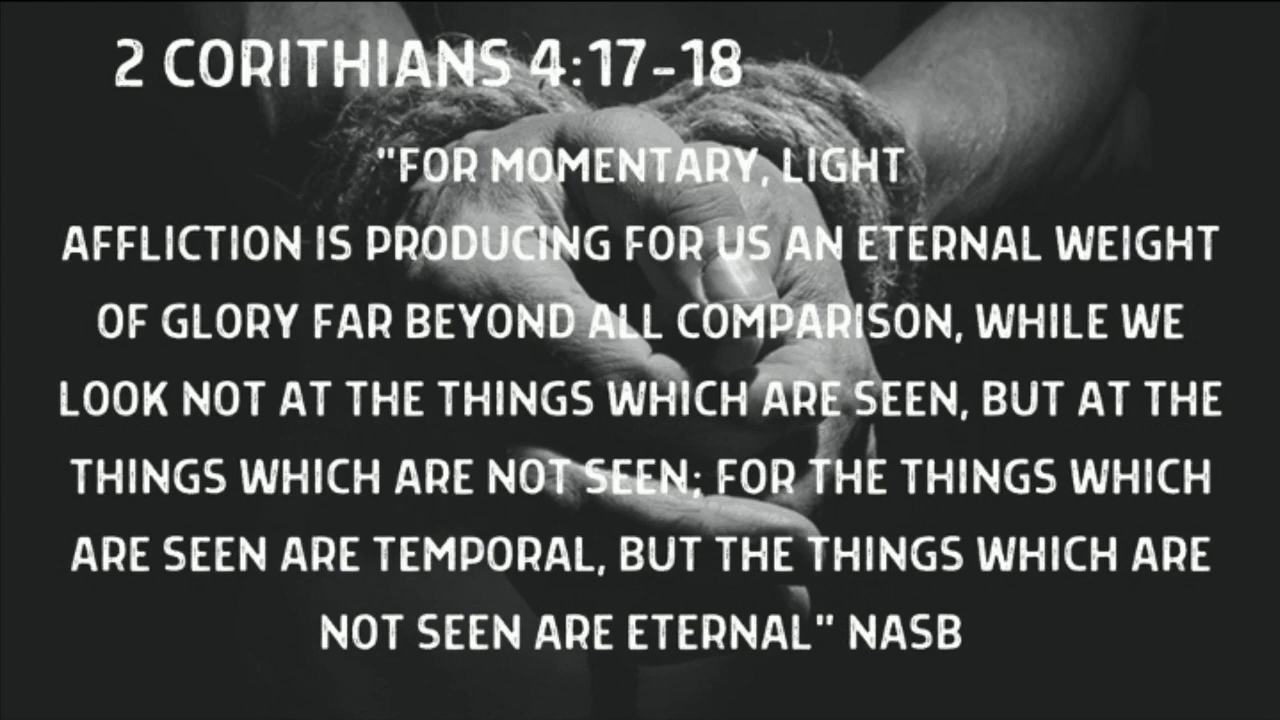 2 CORITHIANS 4:17-18
"FOR MOMENTARY, LIGHT
AFFLICTION IS PRODUCING FOR US AN ETERNAL WEIGHT
OF GLORY FAR BEYOND ALL COMPARISON, WHILE WE
LOOK NOT AT THE THINGS WHICH ARE SEEN, BUT AT THE
THINGS WHICH ARE NOT SEEN; FOR THE THINGS WHICH
ARE SEEN ARE TEMPORAL, BUT THE THINGS WHICH ARE
NOT SEEN ARE ETERNAL" NASB